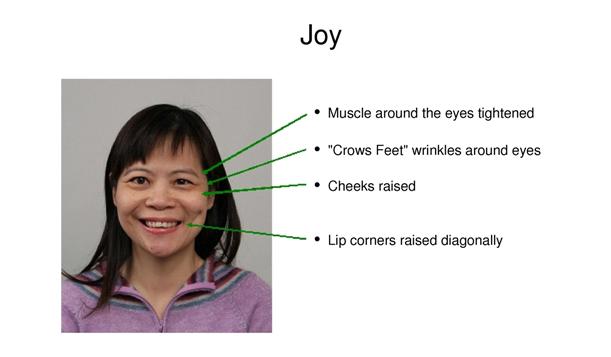 Joy
• Muscle around the eyes tightened
• "Crows Feet" wrinkles around eyes
• Cheeks raised
• Lip corners raised diagonally